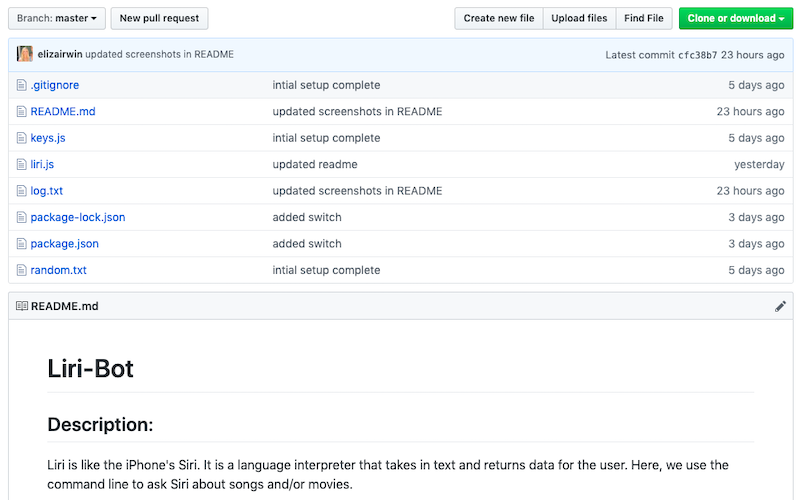 Branch: master New pull request Create new file Upload files Find File Clone or download
elizairwin updated screenshots in README Latest commit cfc38b7 23 hours ago
.gitignore intial setup complete 5 days ago
README.md updated screenshots in README 23 hours ago
keys.js intial setup complete 5 days ago
liri.js updated readme yesterday
log.txt updated screenshots in README 23 hours ago
package-lock.json added switch 3 days ago
package.json added switch 3 days ago
random.txt intial setup complete 5 days ago
README.md
Liri-Bot
Description:
Liri is like the iPhone's Siri. It is a language interpreter that takes in text and returns data for the user. Here, we use the
command line to ask Siri about songs and/or movies.